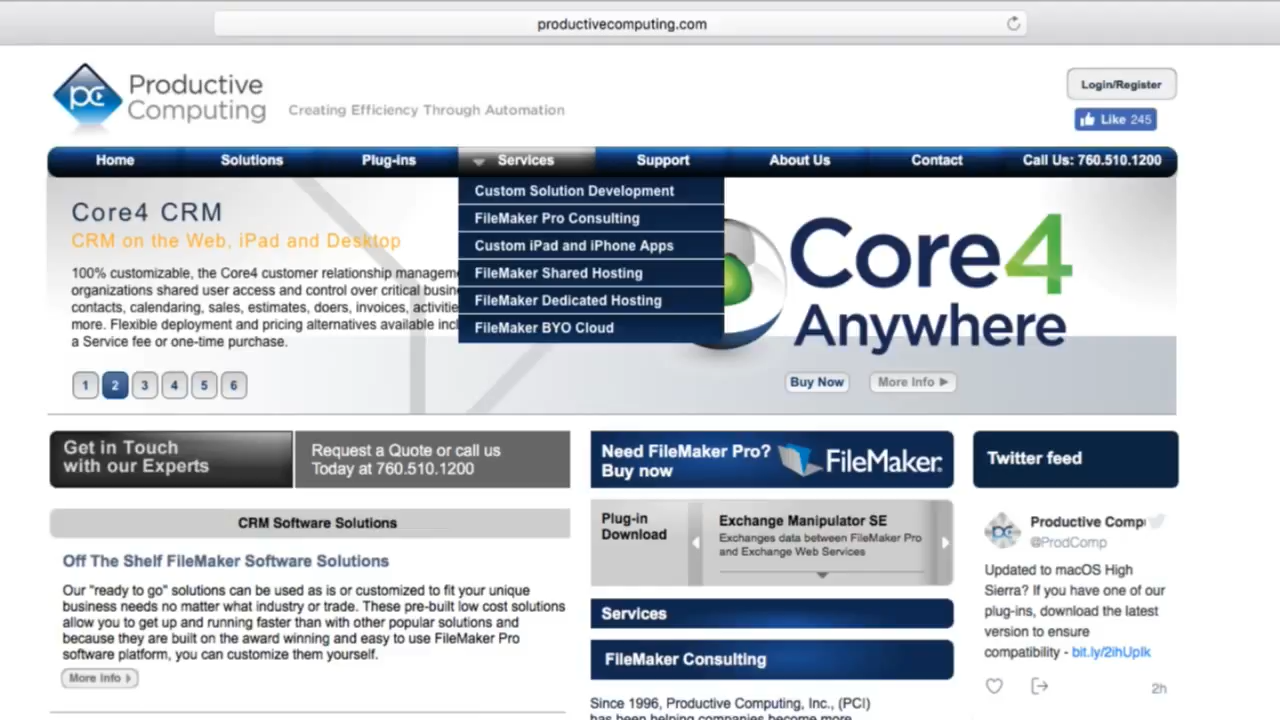 productivecomputing.com
Productive
Computing
pc
Creating Efficiency Through Automation
Login/Register
Like 245
Home Solutions Plug-ins Services Support About Us Contact Call Us: 760.510.1200
Custom Solution Development
FileMaker Pro Consulting
Custom iPad and iPhone Apps
FileMaker Shared Hosting
FileMaker Dedicated Hosting
FileMaker BYO Cloud
Core4 CRM
CRM on the Web, iPad and Desktop
100% customizable, the Core4 customer relationship managem
organizations shared user access and control over critical busin
contacts, calendaring, sales, estimates, doers, invoices, activitie
more. Flexible deployment and pricing alternatives available incl
a Service fee or one-time purchase.
1 2 3 4 5 6
Core4
Anywhere
Buy Now More Info
Get in Touch
with our Experts
Request a Quote or call us
Today at 760.510.1200
Need FileMaker Pro?
Buy now
FileMaker.
Twitter feed
CRM Software Solutions
Off The Shelf FileMaker Software Solutions
Our "ready to go" solutions can be used as is or customized to fit your unique
business needs no matter what industry or trade. These pre-built low cost solutions
allow you to get up and running faster than with other popular solutions and
because they are built on the award winning and easy to use FileMaker Pro
software platform, you can customize them yourself.
More Info
Plug-in
Download
Exchange Manipulator SE
Exchanges data between FileMaker Pro
and Exchange Web Services
Services
FileMaker Consulting
Since 1996, Productive Computing, Inc., (PCI)
has been helping companies become more
Productive Comp
@ProdComp
Updated to macOS High
Sierra? If you have one of our
plug-ins, download the latest
version to ensure
compatibility - bit.ly/2ihUpIk
2h